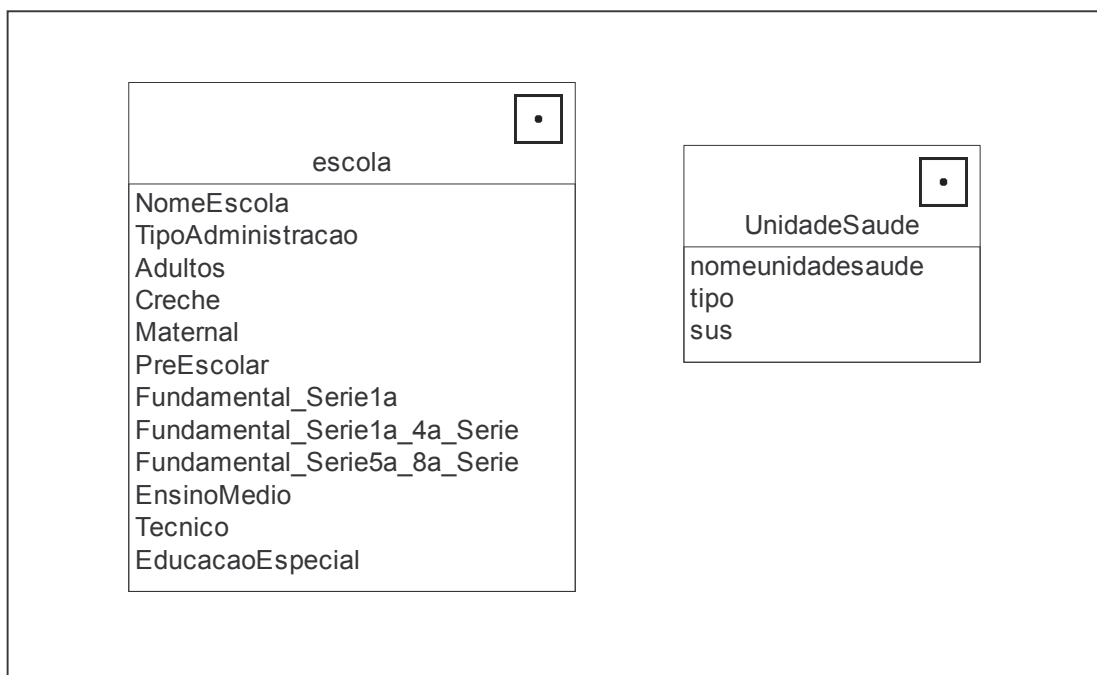 escola
NomeEscola
TipoAdministracao
Adultos
Creche
Maternal
PreEscolar
Fundamental_Serie1a
Fundamental_Serie1a_4a_Serie
Fundamental_Serie5a_8a_Serie
EnsinoMedio
Tecnico
EducacaoEspecial
UnidadeSaude
nomeunidadesaude
tipo
sus